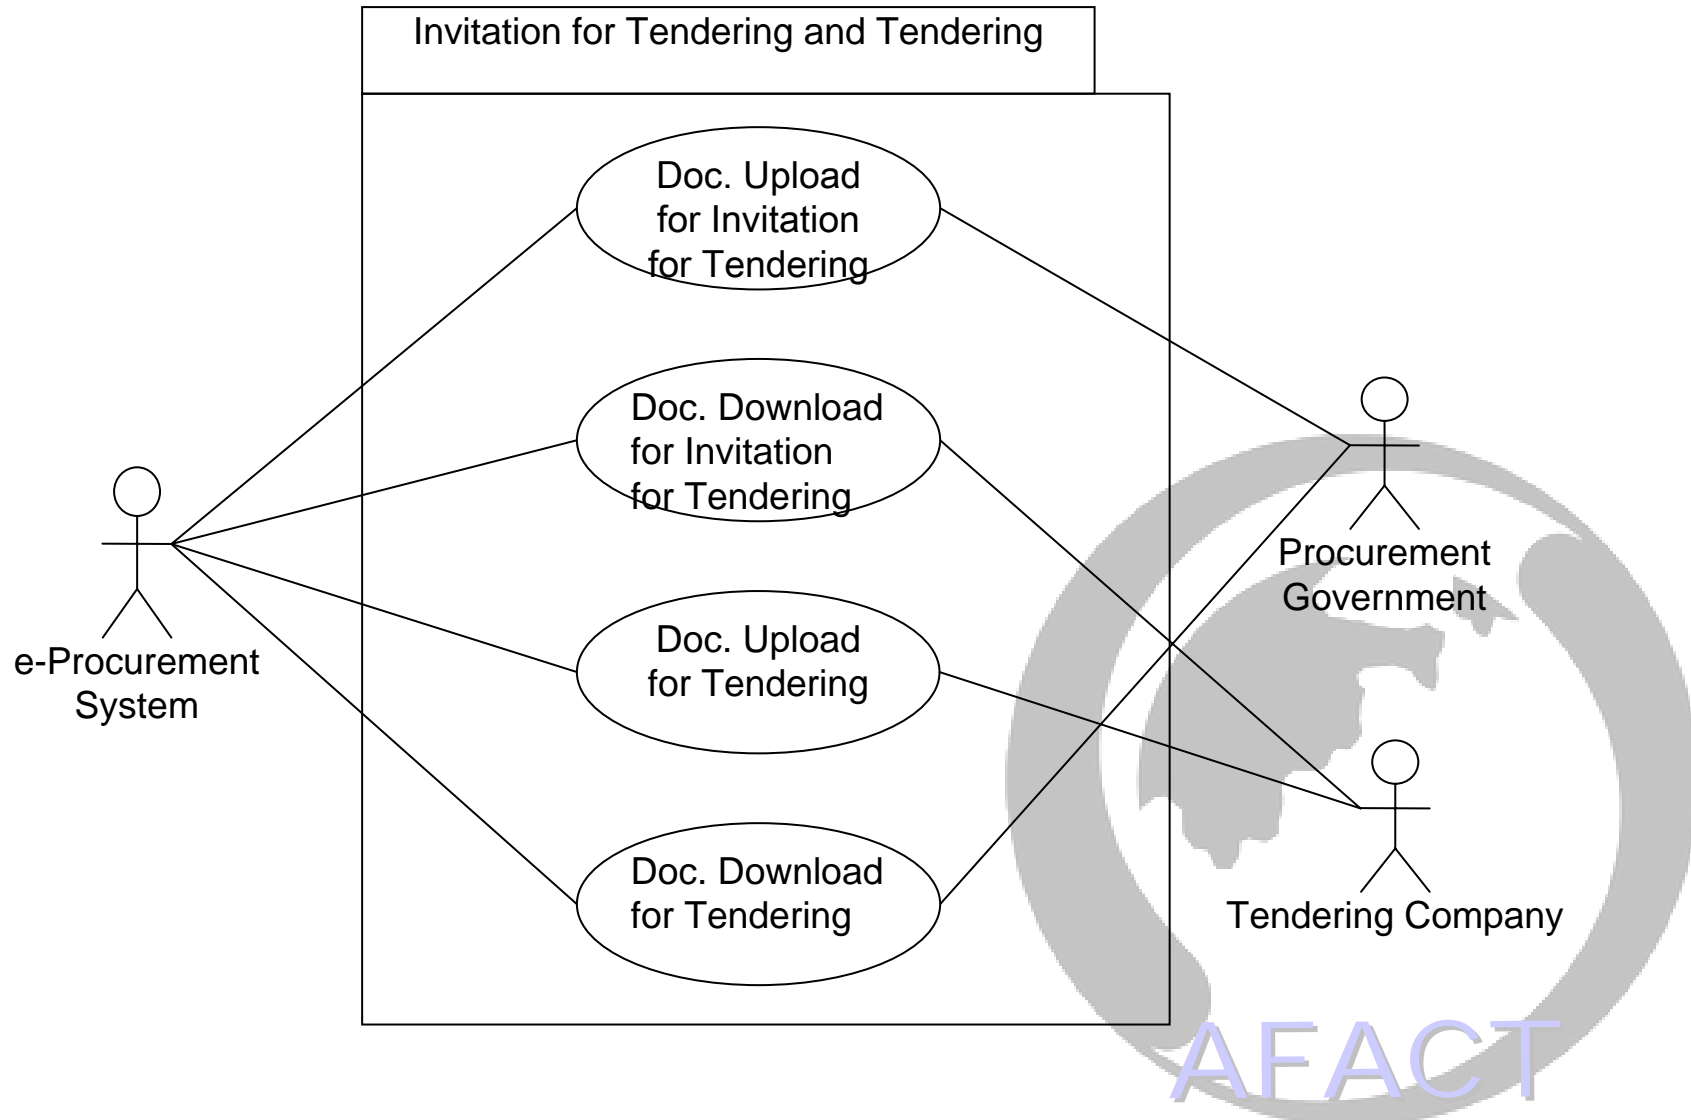 Invitation for Tendering and Tendering
Doc. Upload
for Invitation
for Tendering
Doc. Download
for Invitation
for Tendering
Doc. Upload
for Tendering
Doc. Download
for Tendering
e-Procurement
System
Procurement
Government
Tendering Company
AFACT